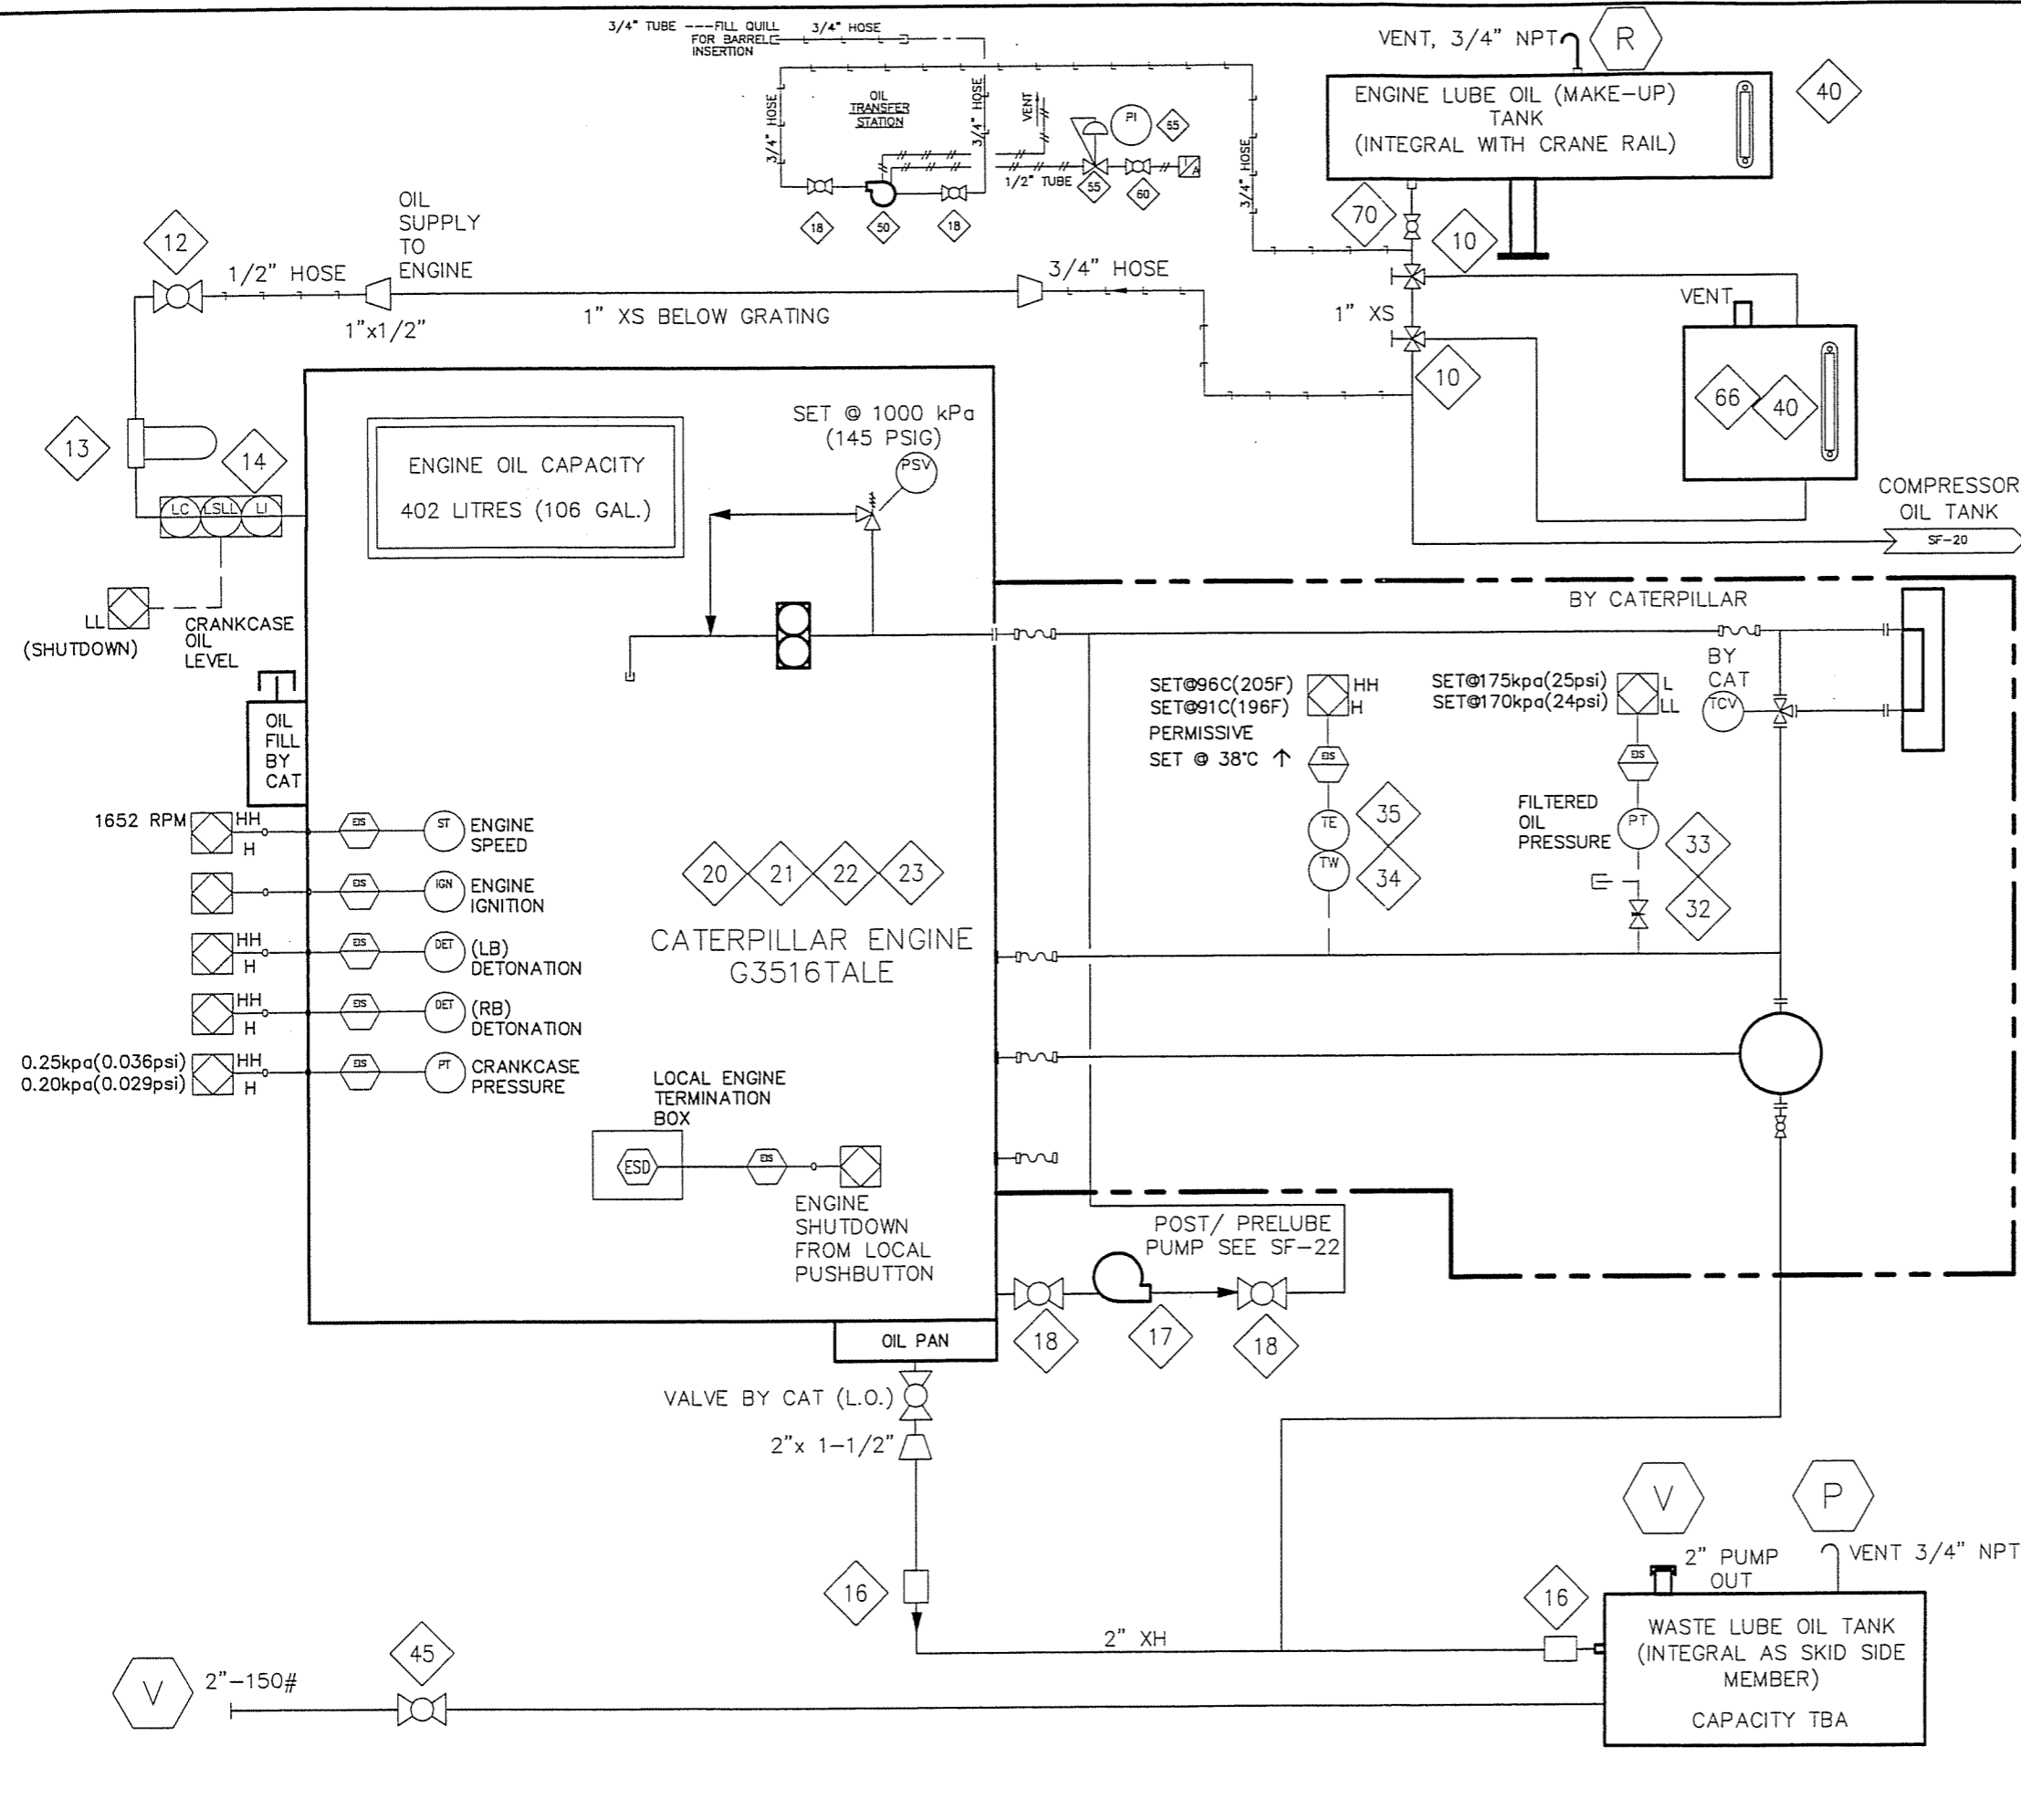 3/4" TUBE ---FILL QUILL
FOR BARREL
INSERTION
3/4" HOSE
VENT, 3/4" NPT
R
40
ENGINE LUBE OIL (MAKE-UP)
TANK
(INTEGRAL WITH CRANE RAIL)
3/4" HOSE
OIL
TRANSFER
STATION
3/4" HOSE
VENT
PI
55
1/2" TUBE
55
60
I/A
3/4" HOSE
18
50
18
70
10
12
OIL
SUPPLY
TO
ENGINE
1/2" HOSE
1"x1/2"
1" XS BELOW GRATING
3/4" HOSE
1" XS
10
VENT
66
40
COMPRESSOR
OIL TANK
SF-20
13
14
LC
LSLL
LI
LL
(SHUTDOWN)
CRANKCASE
OIL
LEVEL
ENGINE OIL CAPACITY
402 LITRES (106 GAL.)
SET @ 1000 kPa
(145 PSIG)
PSV
BY CATERPILLAR
BY
CAT
TCV
SET@96C(205F)
SET@91C(196F)
PERMISSIVE
SET @ 38°C ↑
HH
H
EIS
TE
TW
35
34
SET@175kpa(25psi)
SET@170kpa(24psi)
L
LL
EIS
FILTERED
OIL
PRESSURE
PT
33
32
OIL
FILL
BY
CAT
1652 RPM
HH
H
EIS
ST
ENGINE
SPEED
EIS
IGN
ENGINE
IGNITION
HH
H
EIS
DET
(LB)
DETONATION
HH
H
EIS
DET
(RB)
DETONATION
0.25kpa(0.036psi)
0.20kpa(0.029psi)
HH
H
EIS
PT
CRANKCASE
PRESSURE
20
21
22
23
CATERPILLAR ENGINE
G3516TALE
LOCAL ENGINE
TERMINATION
BOX
ESD
EIS
ENGINE
SHUTDOWN
FROM LOCAL
PUSHBUTTON
POST/ PRELUBE
PUMP SEE SF-22
18
17
18
OIL PAN
VALVE BY CAT (L.O.)
2"x 1-1/2"
16
2" XH
V
P
2" PUMP
OUT
VENT 3/4" NPT
16
WASTE LUBE OIL TANK
(INTEGRAL AS SKID SIDE
MEMBER)
CAPACITY TBA
45
V
2"-150#